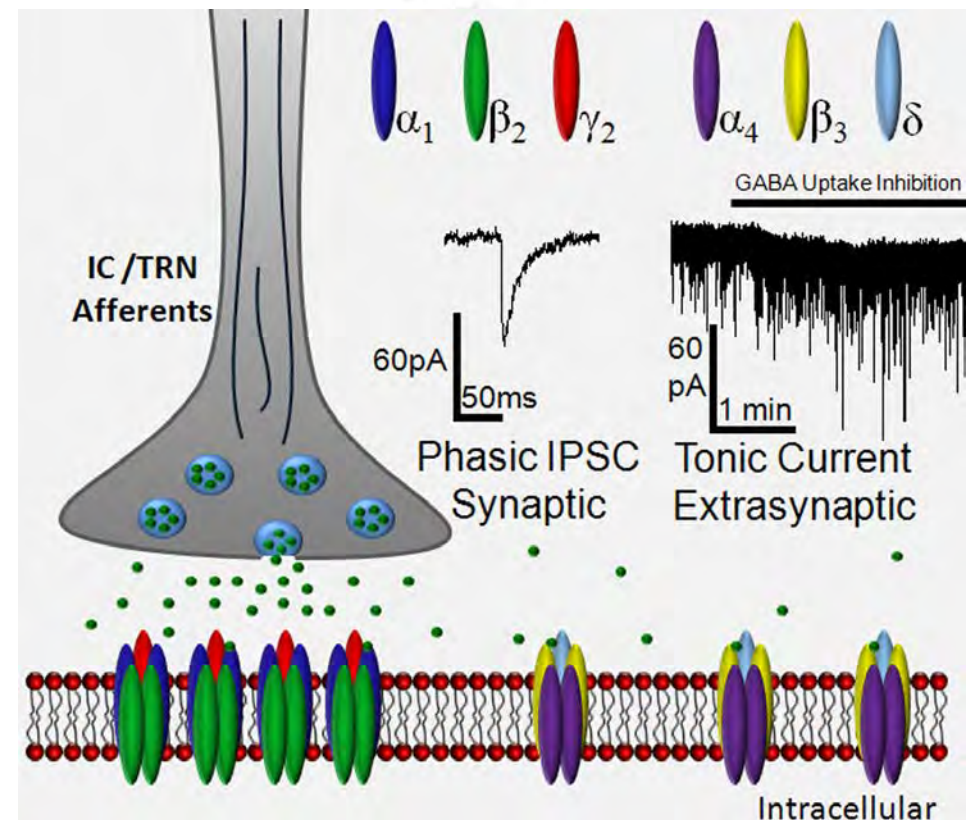 α1 β2 γ2 α4 β3 δ
GABA Uptake Inhibition
IC /TRN
Afferents
60pA
50ms
60
pA
1 min
Phasic IPSC
Synaptic
Tonic Current
Extrasynaptic
Intracellular